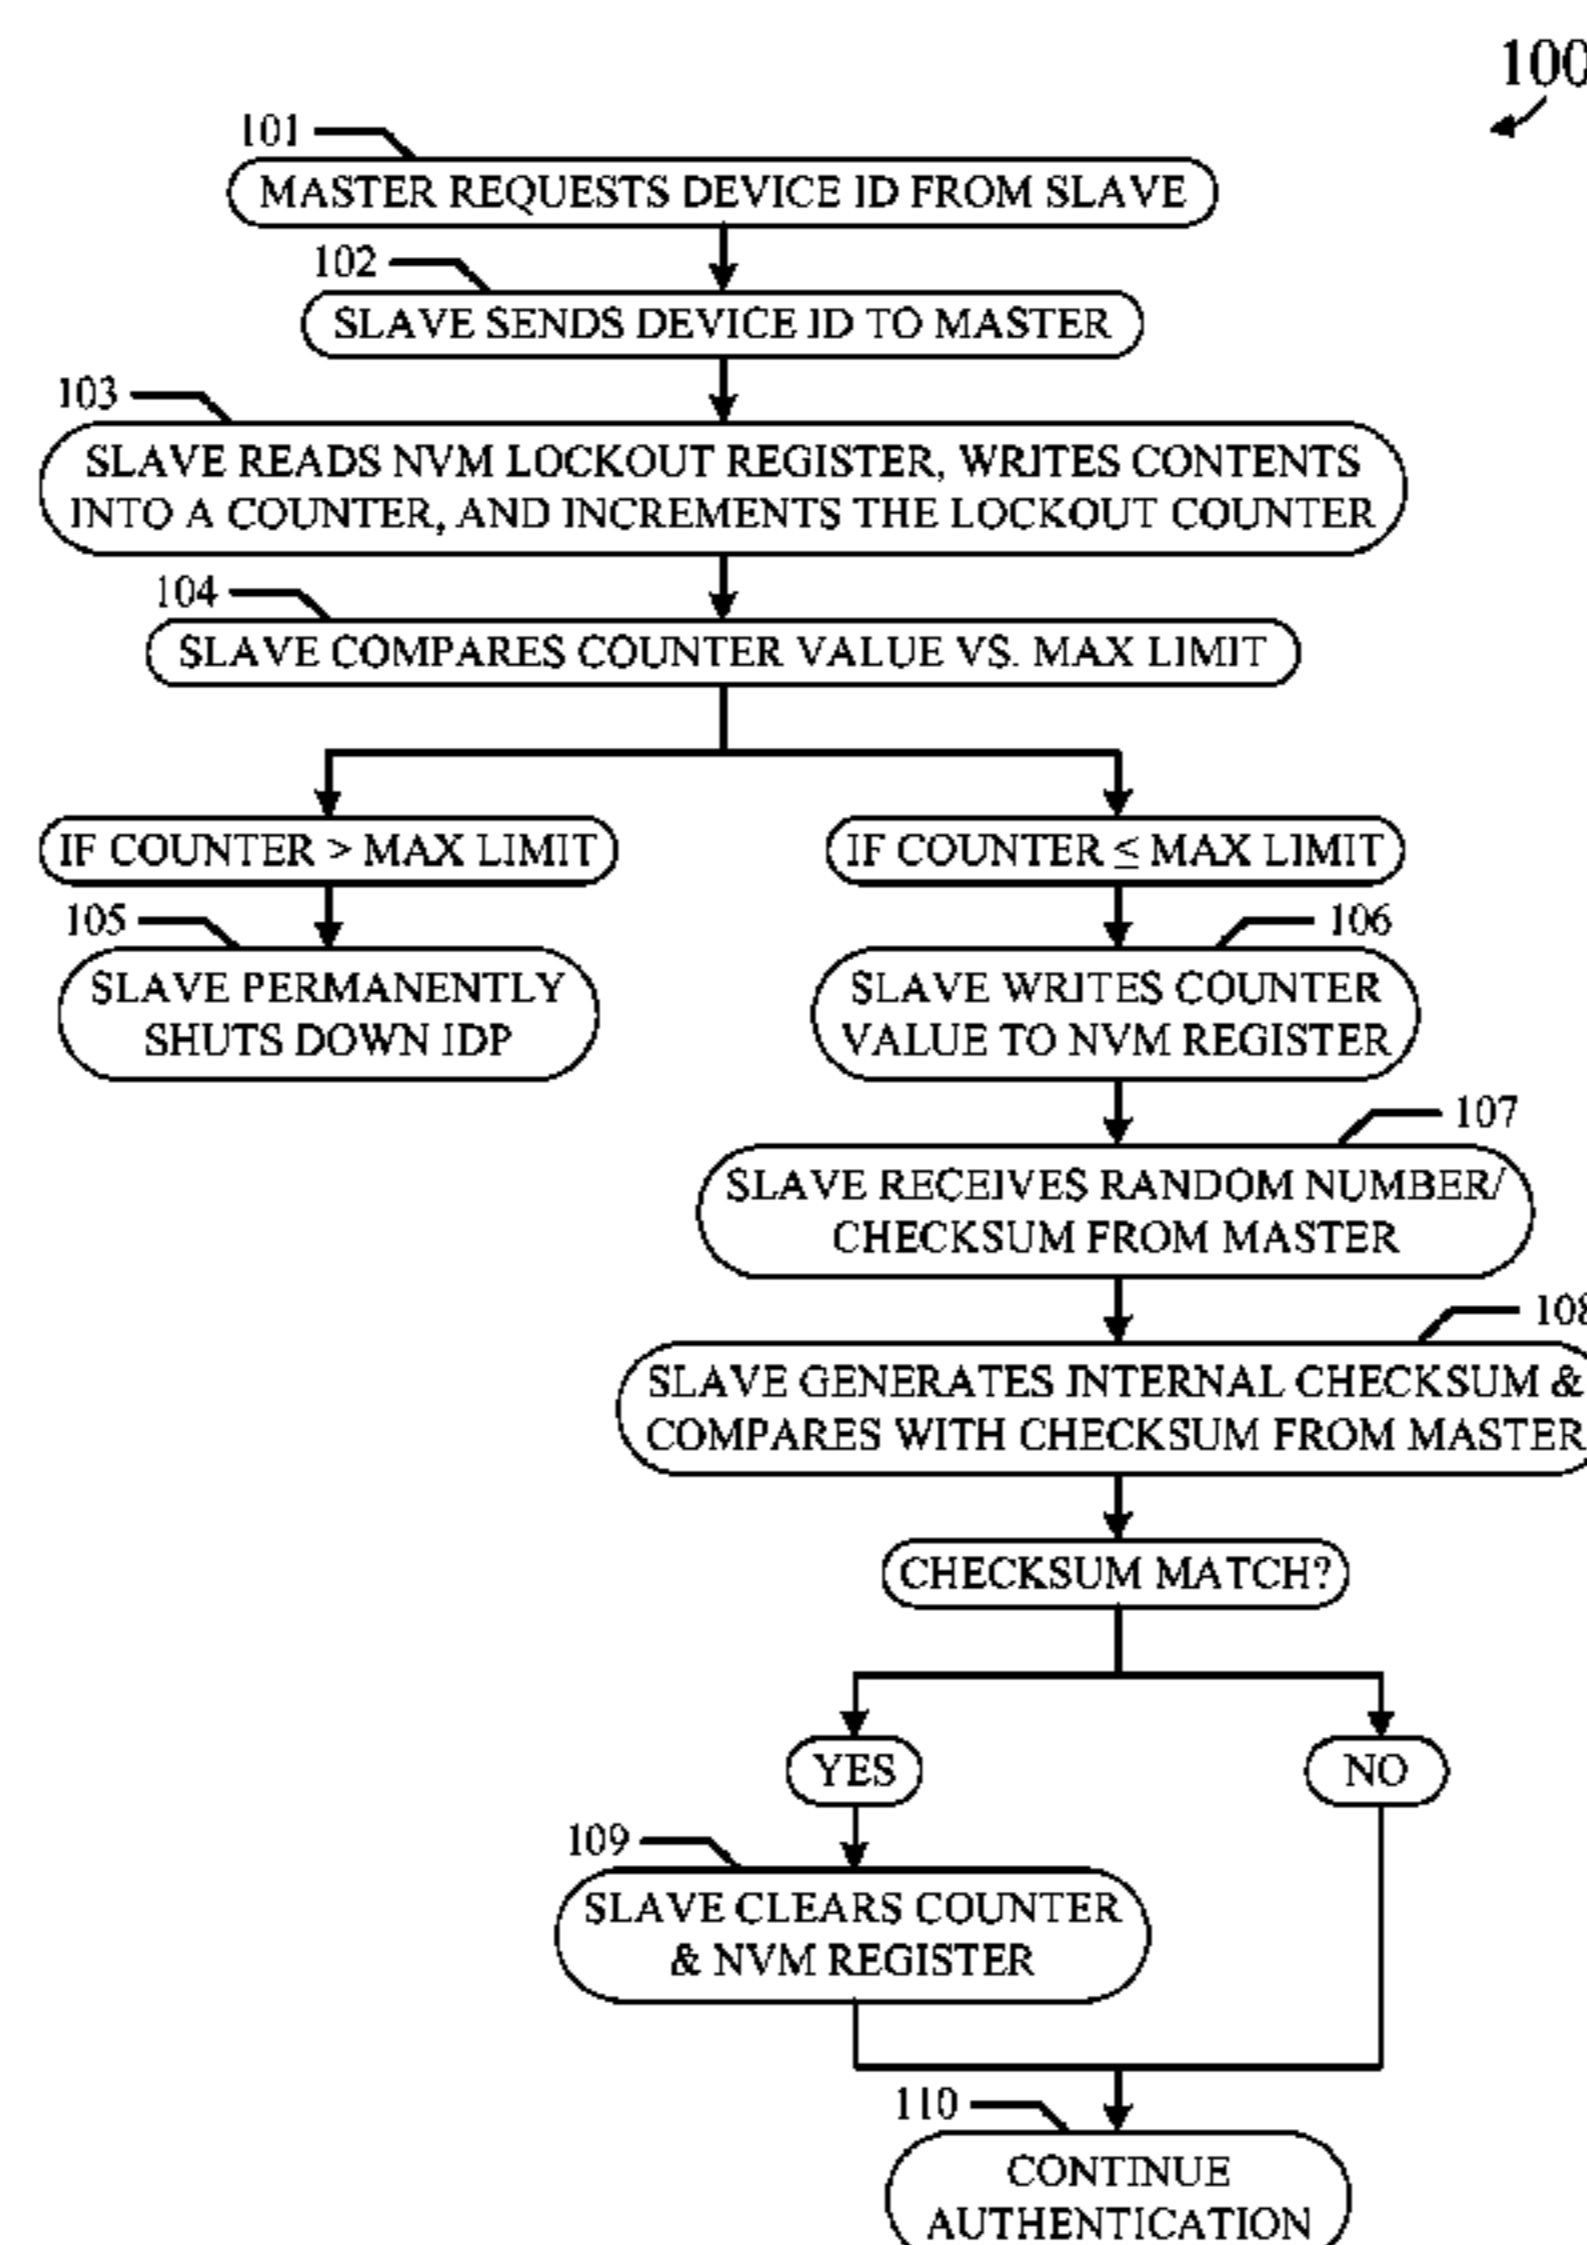 100
101
MASTER REQUESTS DEVICE ID FROM SLAVE
102
SLAVE SENDS DEVICE ID TO MASTER
103
SLAVE READS NVM LOCKOUT REGISTER, WRITES CONTENTS
INTO A COUNTER, AND INCREMENTS THE LOCKOUT COUNTER
104
SLAVE COMPARES COUNTER VALUE VS. MAX LIMIT
IF COUNTER > MAX LIMIT
IF COUNTER ≤ MAX LIMIT
105
SLAVE PERMANENTLY
SHUTS DOWN IDP
106
SLAVE WRITES COUNTER
VALUE TO NVM REGISTER
107
SLAVE RECEIVES RANDOM NUMBER/
CHECKSUM FROM MASTER
108
SLAVE GENERATES INTERNAL CHECKSUM &
COMPARES WITH CHECKSUM FROM MASTER
CHECKSUM MATCH?
YES
NO
109
SLAVE CLEARS COUNTER
& NVM REGISTER
110
CONTINUE
AUTHENTICATION